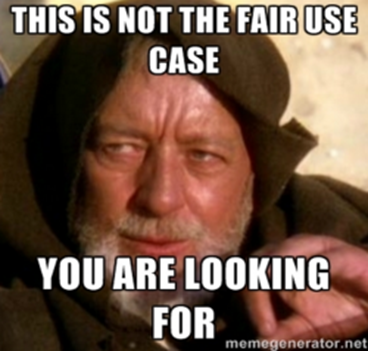 THIS IS NOT THE FAIR USE
CASE
YOU ARE LOOKING
FOR
memegenerator.net